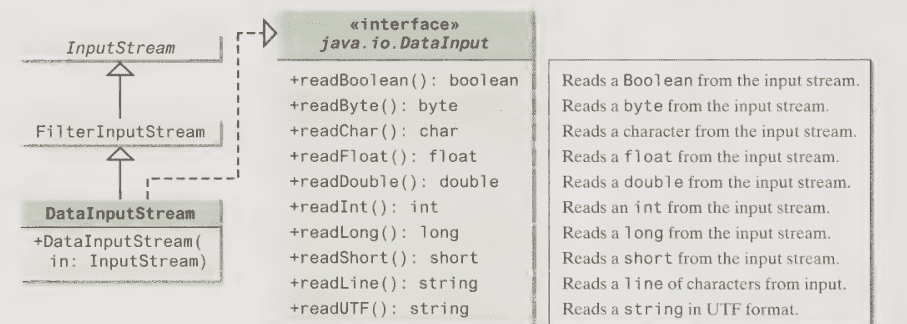 InputStream
FilterInputStream
DataInputStream
+DataInputStream(
in: InputStream)
«interface»
java.io.DataInput
+readBoolean(): boolean
+readByte(): byte
+readChar(): char
+readFloat(): float
+readDouble(): double
+readInt(): int
+readLong(): long
+readShort(): short
+readLine(): string
+readUTF(): string
Reads a Boolean from the input stream.
Reads a byte from the input stream.
Reads a character from the input stream.
Reads a float from the input stream.
Reads a double from the input stream.
Reads an int from the input stream.
Reads a long from the input stream.
Reads a short from the input stream.
Reads a line of characters from input.
Reads a string in UTF format.